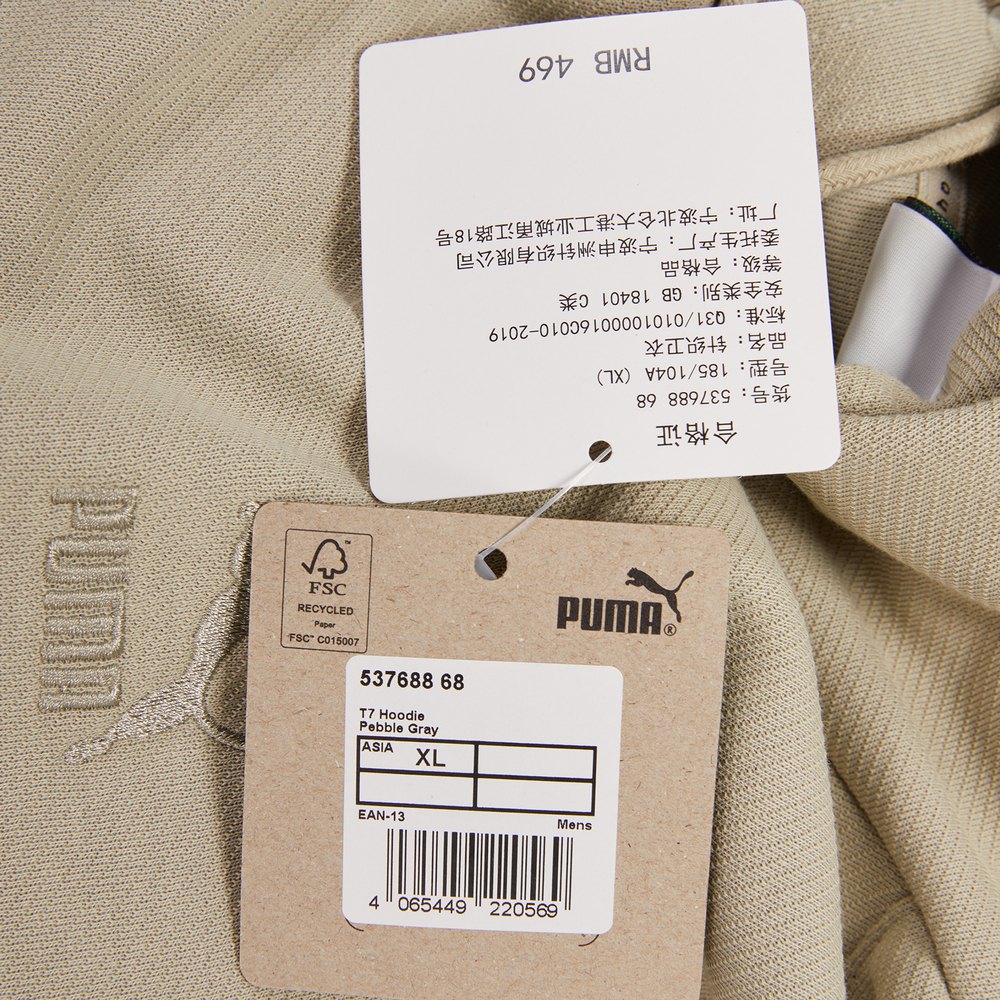 合格证
货号：537688 68
号型：185/104A (XL)
品名：针织卫衣
标准：Q31/0101000016C010-2019
安全类别：GB 18401 C类
等级：合格品
委托生产厂：宁波申洲针织有限公司
厂址：宁波北仑大港工业城甬江路18号
RMB 469
PUMA
FSC™
RECYCLED
Paper
FSC™ C015007
PUMA®
537688 68
T7 Hoodie
Pebble Gray
ASIA XL
EAN-13
Mens
4 065449 220569